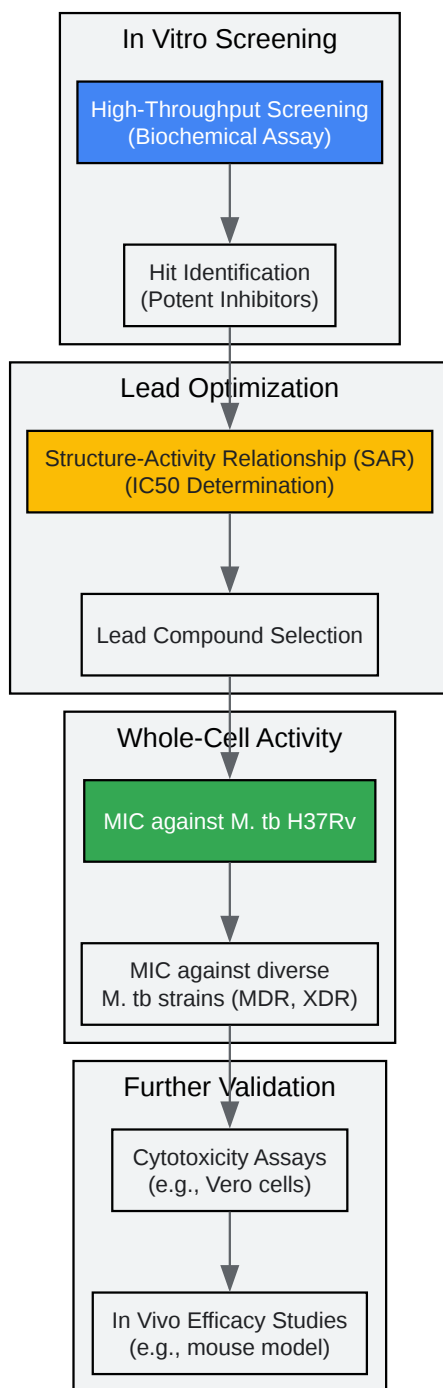 In Vitro Screening
High-Throughput Screening
(Biochemical Assay)
Hit Identification
(Potent Inhibitors)
Lead Optimization
Structure-Activity Relationship (SAR)
(IC50 Determination)
Lead Compound Selection
Whole-Cell Activity
MIC against M. tb H37Rv
MIC against diverse
M. tb strains (MDR, XDR)
Further Validation
Cytotoxicity Assays
(e.g., Vero cells)
In Vivo Efficacy Studies
(e.g., mouse model)